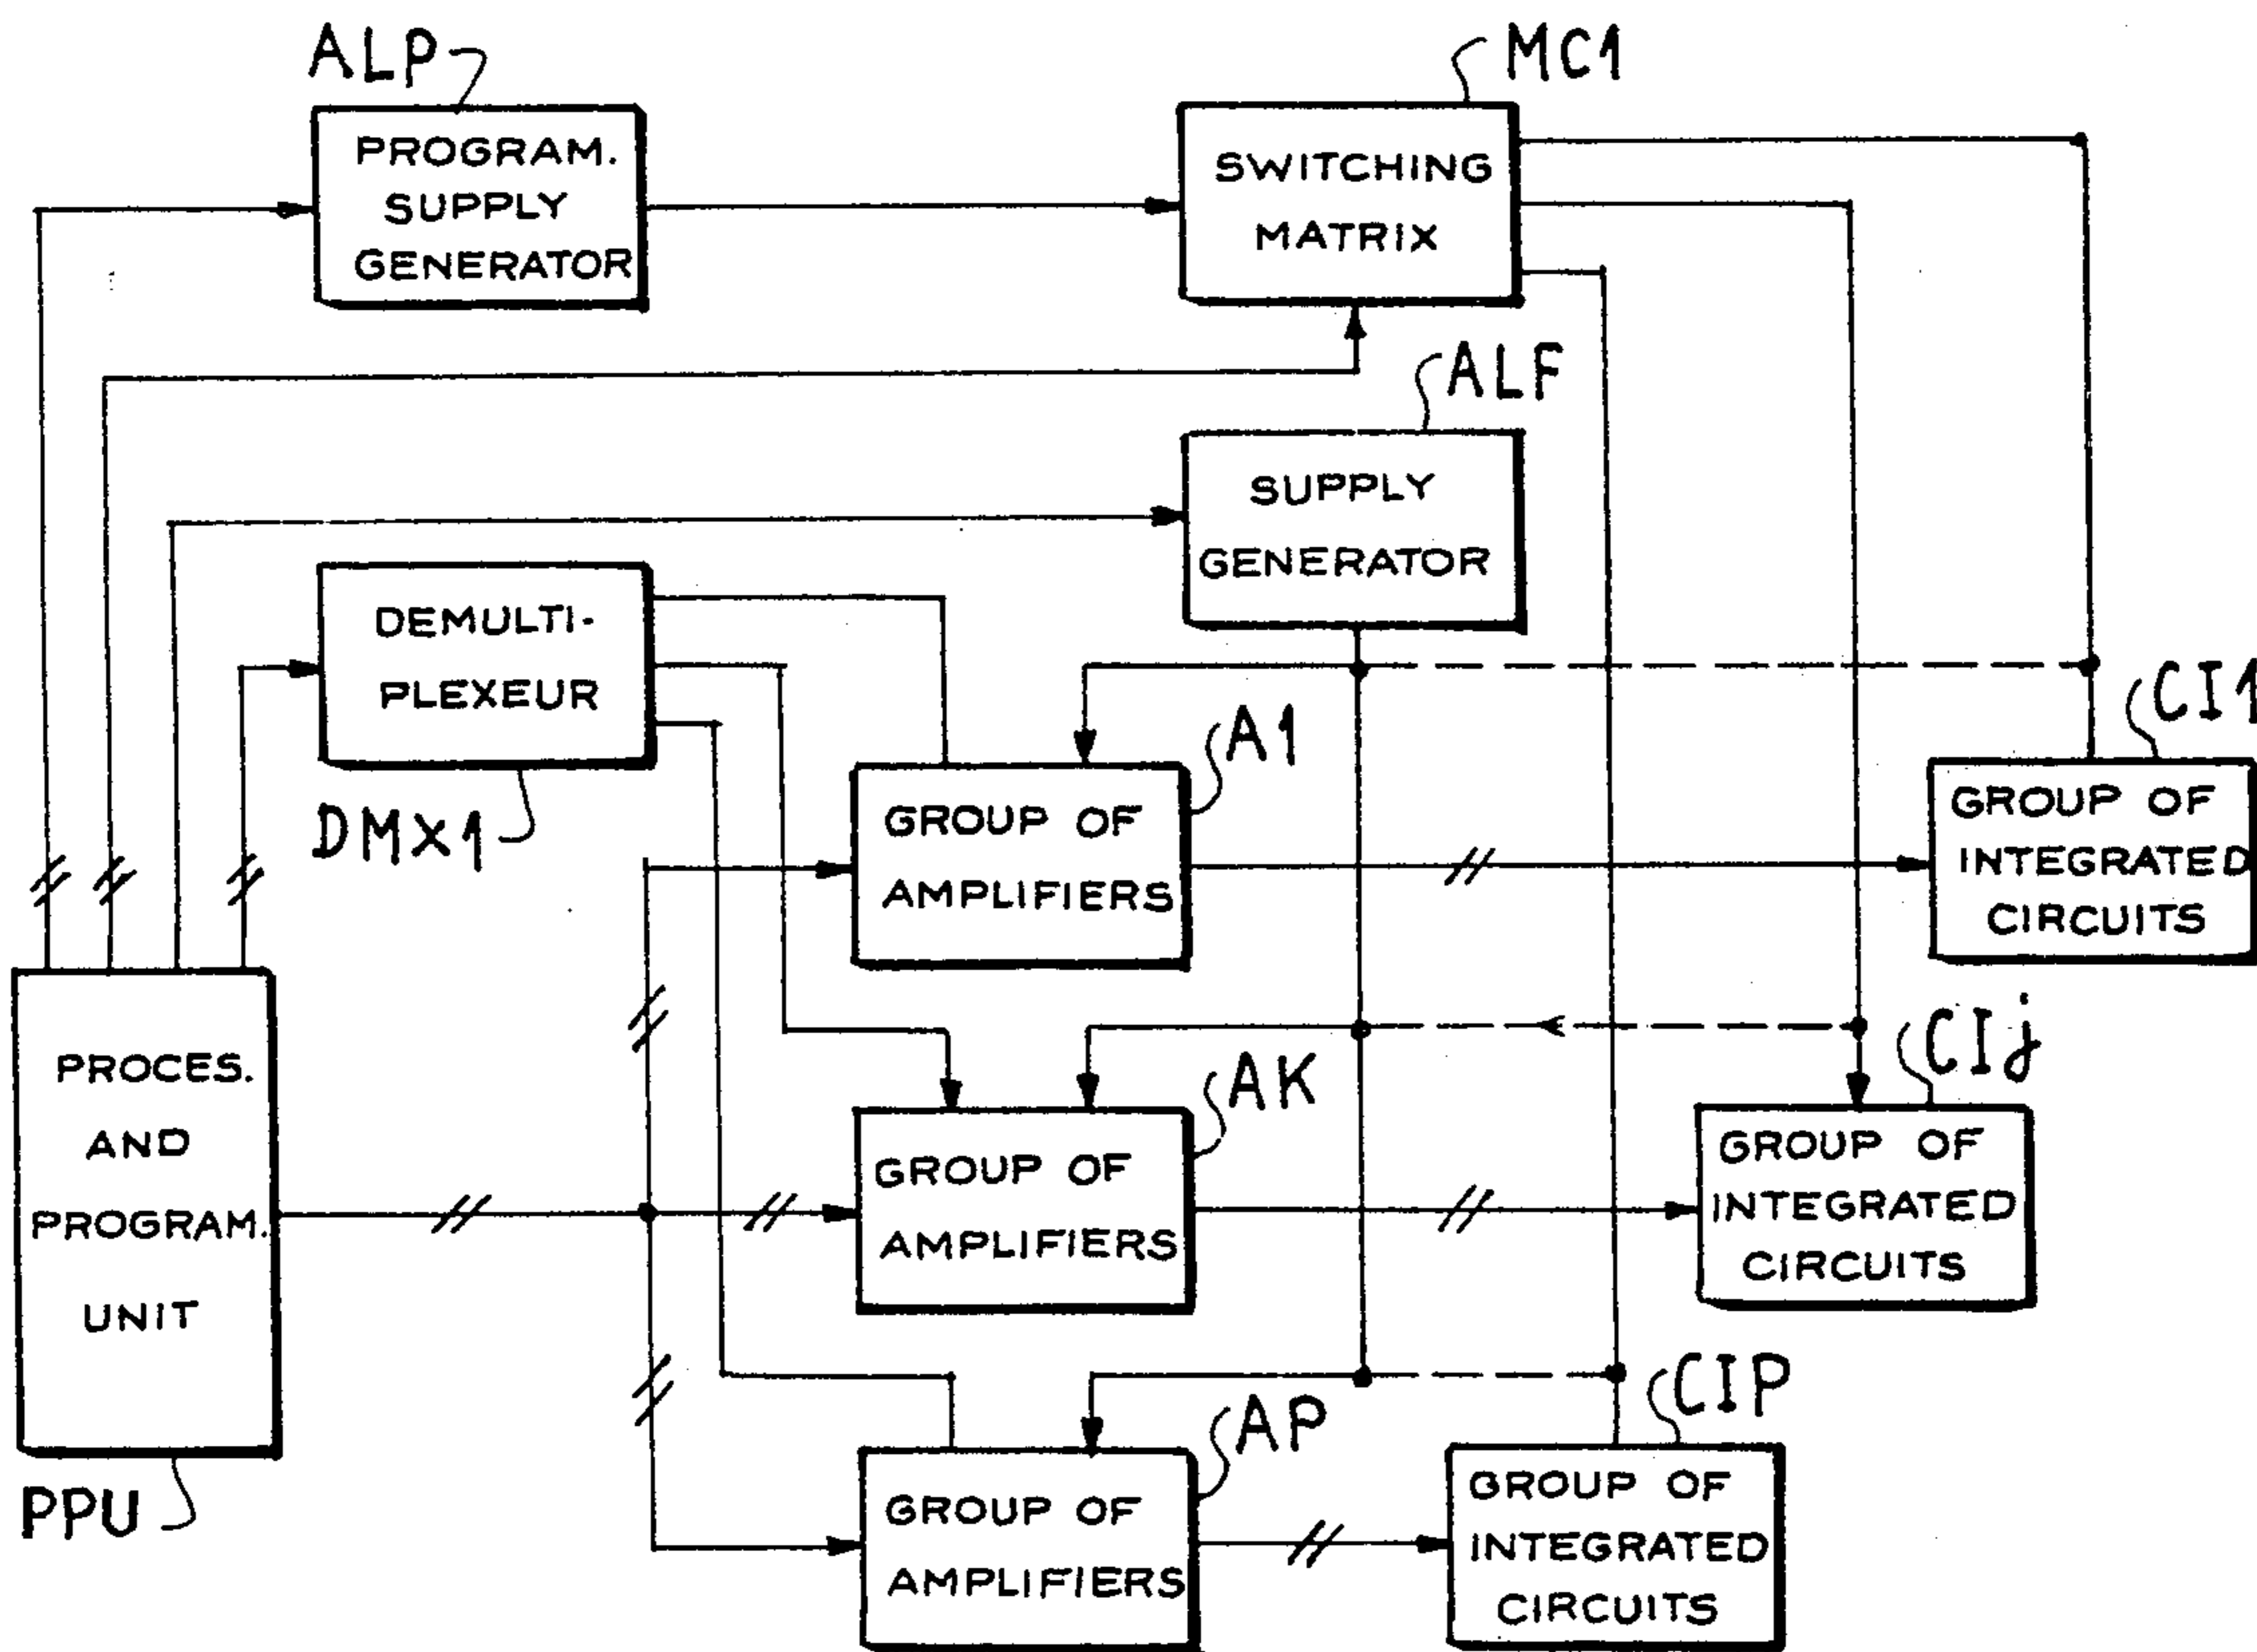 ALP
MC1
PROGRAM.
SUPPLY
GENERATOR
SWITCHING
MATRIX
ALF
SUPPLY
GENERATOR
DEMULTI-
PLEXEUR
DMX1
A1
CI1
GROUP OF
AMPLIFIERS
GROUP OF
INTEGRATED
CIRCUITS
PROCES.
AND
PROGRAM.
UNIT
PPU
AK
CIj
GROUP OF
AMPLIFIERS
GROUP OF
INTEGRATED
CIRCUITS
AP
CIP
GROUP OF
AMPLIFIERS
GROUP OF
INTEGRATED
CIRCUITS